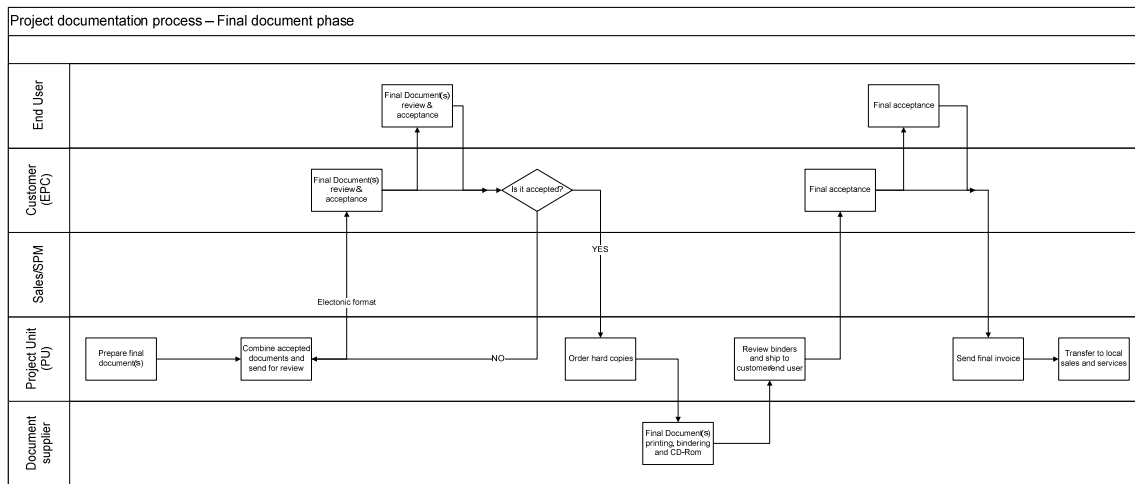 Project documentation process – Final document phase
End User
Final Document(s)
review &
acceptance
Final acceptance
Customer
(EPC)
Final Document(s)
review &
acceptance
Is it accepted?
Final acceptance
Sales/SPM
YES
Electonic format
Project Unit
(PU)
Prepare final
document(s)
Combine accepted
documents and
send for review
NO
Order hard copies
Review binders
and ship to
customer/end user
Send final invoice
Transfer to local
sales and services
Document
supplier
Final Document(s)
printing, bindering
and CD-Rom